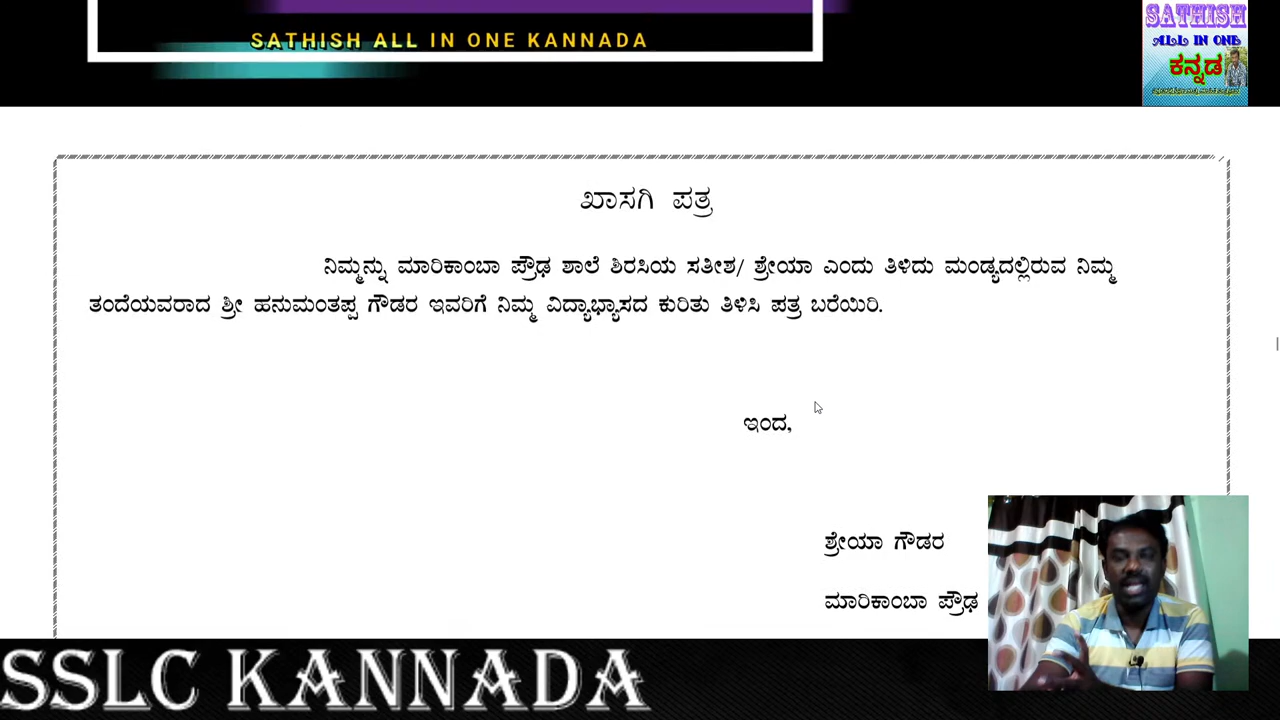 SATHISH ALL IN ONE KANNADA
SATHISH
ALL IN ONE
ಕನ್ನಡ
ಖಾಸಗಿ ಪತ್ರ
ನಿಮ್ಮನ್ನು ಮಾರಿಕಾಂಬಾ ಪ್ರೌಢ ಶಾಲೆ ಶಿರಸಿಯ ಸತೀಶ/ ಶ್ರೇಯಾ ಎಂದು ತಿಳಿದು ಮಂಡ್ಯದಲ್ಲಿರುವ ನಿಮ್ಮ
ತಂದೆಯವರಾದ ಶ್ರೀ ಹನುಮಂತಪ್ಪ ಗೌಡರ ಇವರಿಗೆ ನಿಮ್ಮ ವಿದ್ಯಾಭ್ಯಾಸದ ಕುರಿತು ತಿಳಿಸಿ ಪತ್ರ ಬರೆಯಿರಿ.
ಇಂದ,
ಶ್ರೇಯಾ ಗೌಡರ
ಮಾರಿಕಾಂಬಾ ಪ್ರೌಢ
SSLC KANNADA